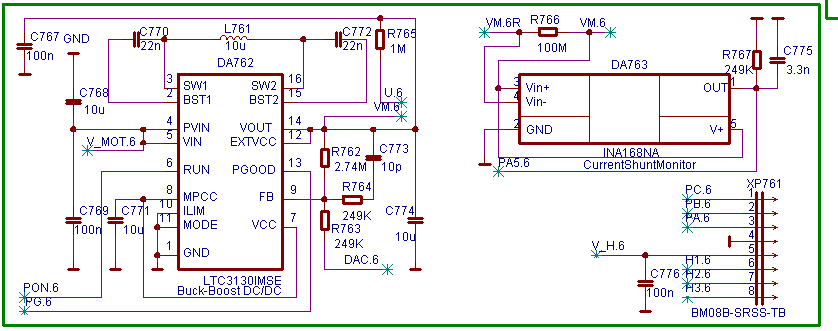 C767
100n
GND
C770
22n
L761
10u
C772
22n
R765
1M
DA762
C768
10u
3 SW1
2 BST1
4 PVIN
5 VIN
6 RUN
8 MPCC
10 ILIM
11 MODE
1 GND
SW2 16
BST2 15
VOUT 14
EXTVCC 12
PGOOD 13
FB 9
VCC 7
V_MOT.6
C769
100n
C771
10u
LTC3130IMSE
Buck-Boost DC/DC
PON.6
PG.6
U.6
VM.6
R762
2.74M
C773
10p
R764
249K
R763
249K
C774
10u
DAC.6
VM.6R
R766
100M
VM.6
DA763
3 Vin+
4 Vin-
2 GND
OUT 1
V+ 5
R767
249K
C775
3.3n
INA168NA
CurrentShuntMonitor
PA5.6
XP761
PC.6 1
PB.6 2
PA.6 3
4
V_H.6 5
H1.6 6
H2.6 7
H3.6 8
C776
100n
BM08B-SRSS-TB